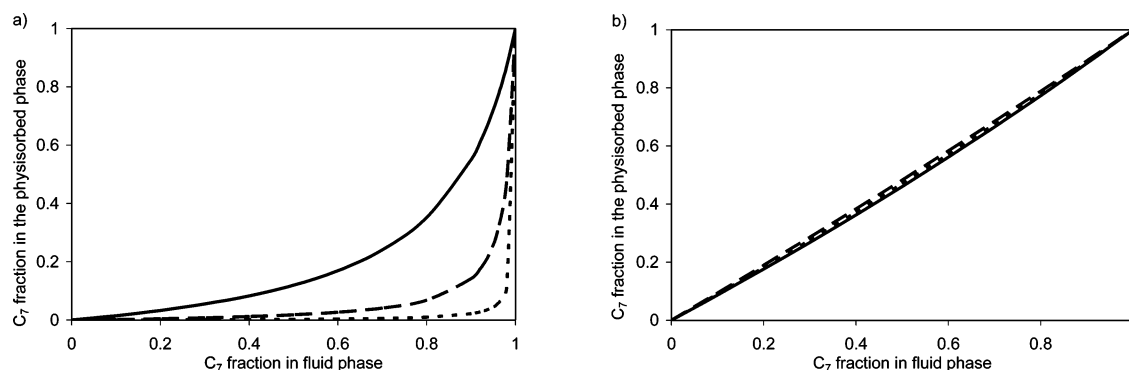 a)
C7 fraction in the physisorbed phase
1
0.8
0.6
0.4
0.2
0
0 0.2 0.4 0.6 0.8 1
C7 fraction in fluid phase
b)
C7 fraction in the physisorbed phase
1
0.8
0.6
0.4
0.2
0
0 0.2 0.4 0.6 0.8
C7 fraction in fluid phase